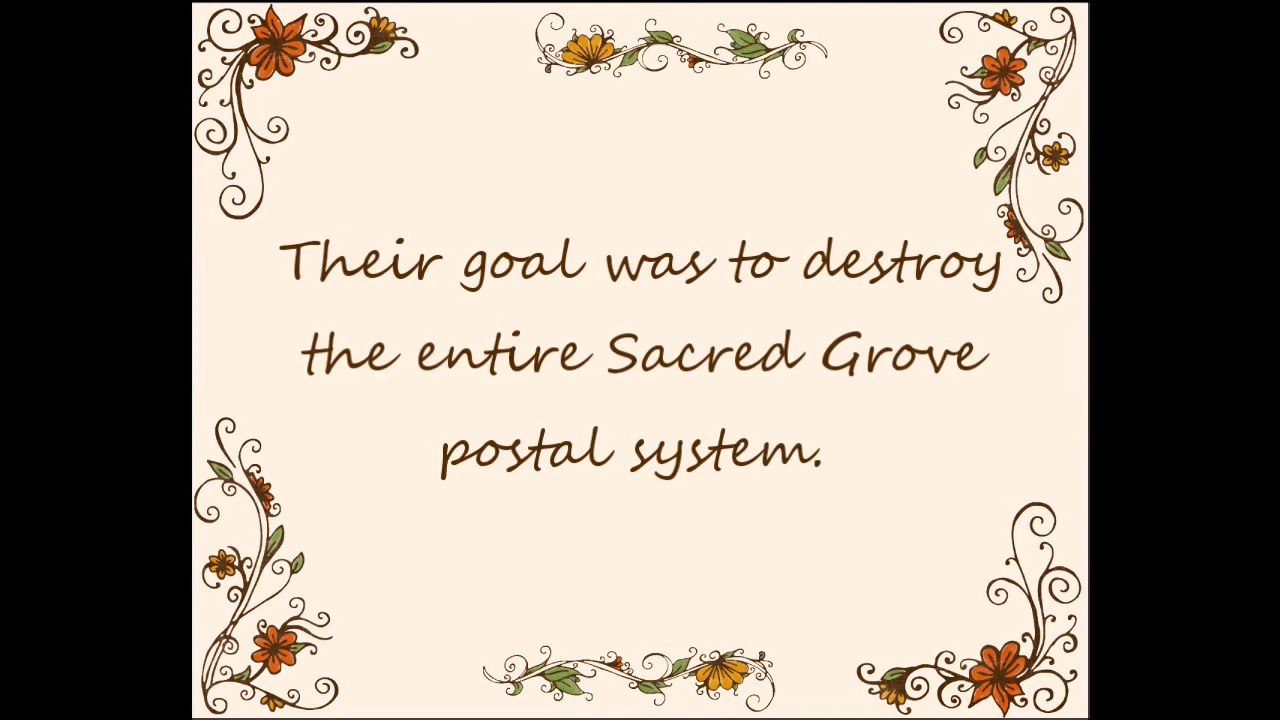 Their goal was to destroy
the entire Sacred Grove
postal system.